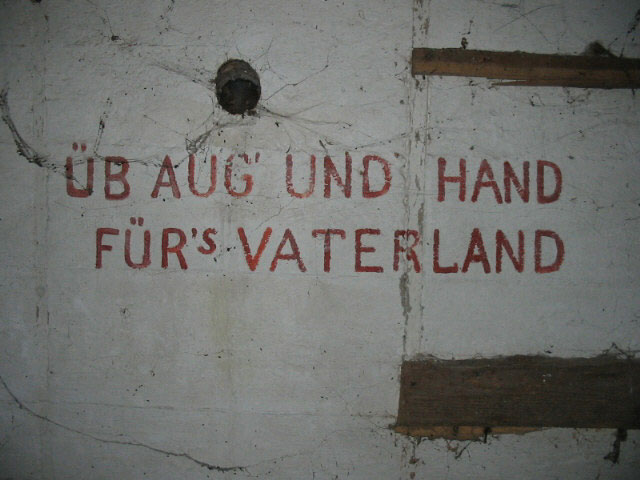 ÜB AUG' UND HAND
FÜR's VATERLAND